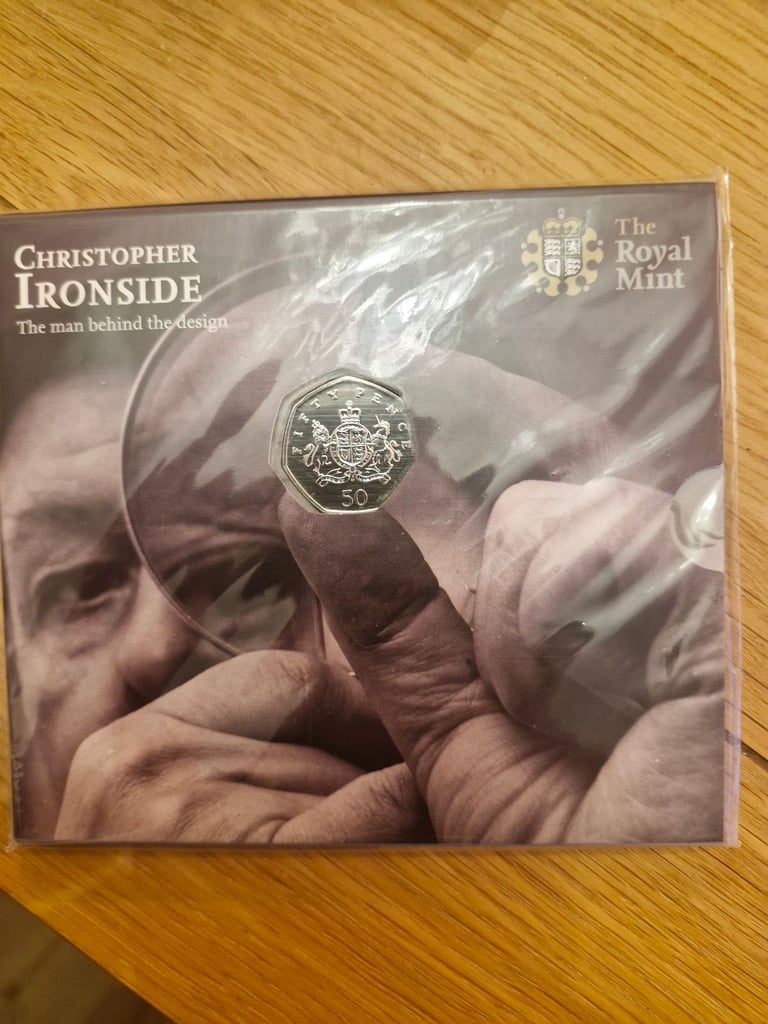 CHRISTOPHER
IRONSIDE
The man behind the design
The
Royal
Mint
FIFTY PENCE
50